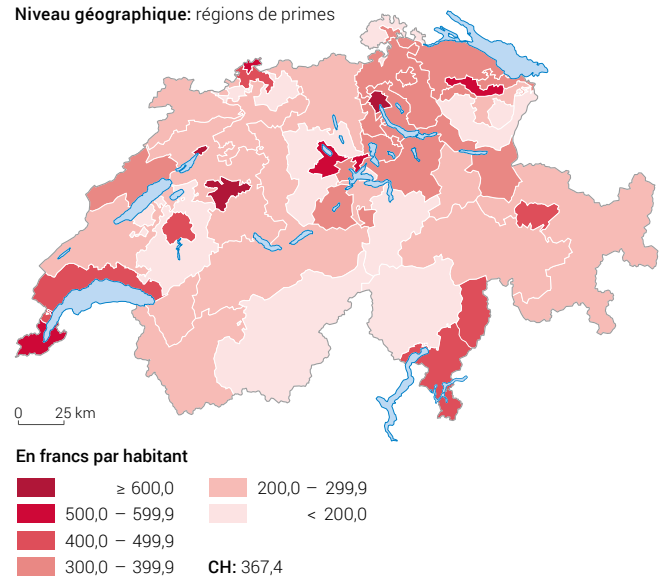 Niveau géographique: régions de primes
0 25 km
En francs par habitant
≥ 600,0
500,0 – 599,9
400,0 – 499,9
300,0 – 399,9
200,0 – 299,9
< 200,0
CH: 367,4